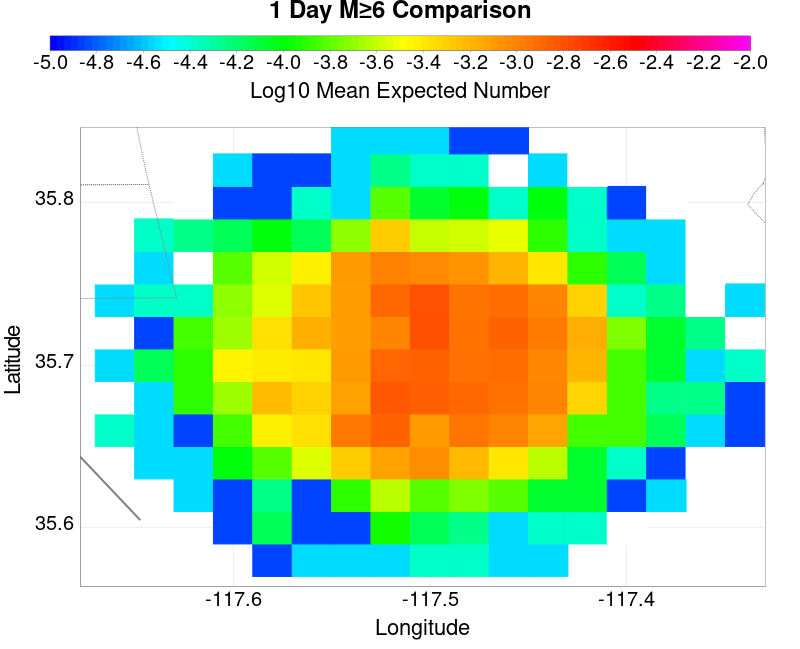 1 Day M≥6 Comparison
-5.0 -4.8 -4.6 -4.4 -4.2 -4.0 -3.8 -3.6 -3.4 -3.2 -3.0 -2.8 -2.6 -2.4 -2.2 -2.0
Log10 Mean Expected Number
35.8
35.7
35.6
Latitude
-117.6 -117.5 -117.4
Longitude